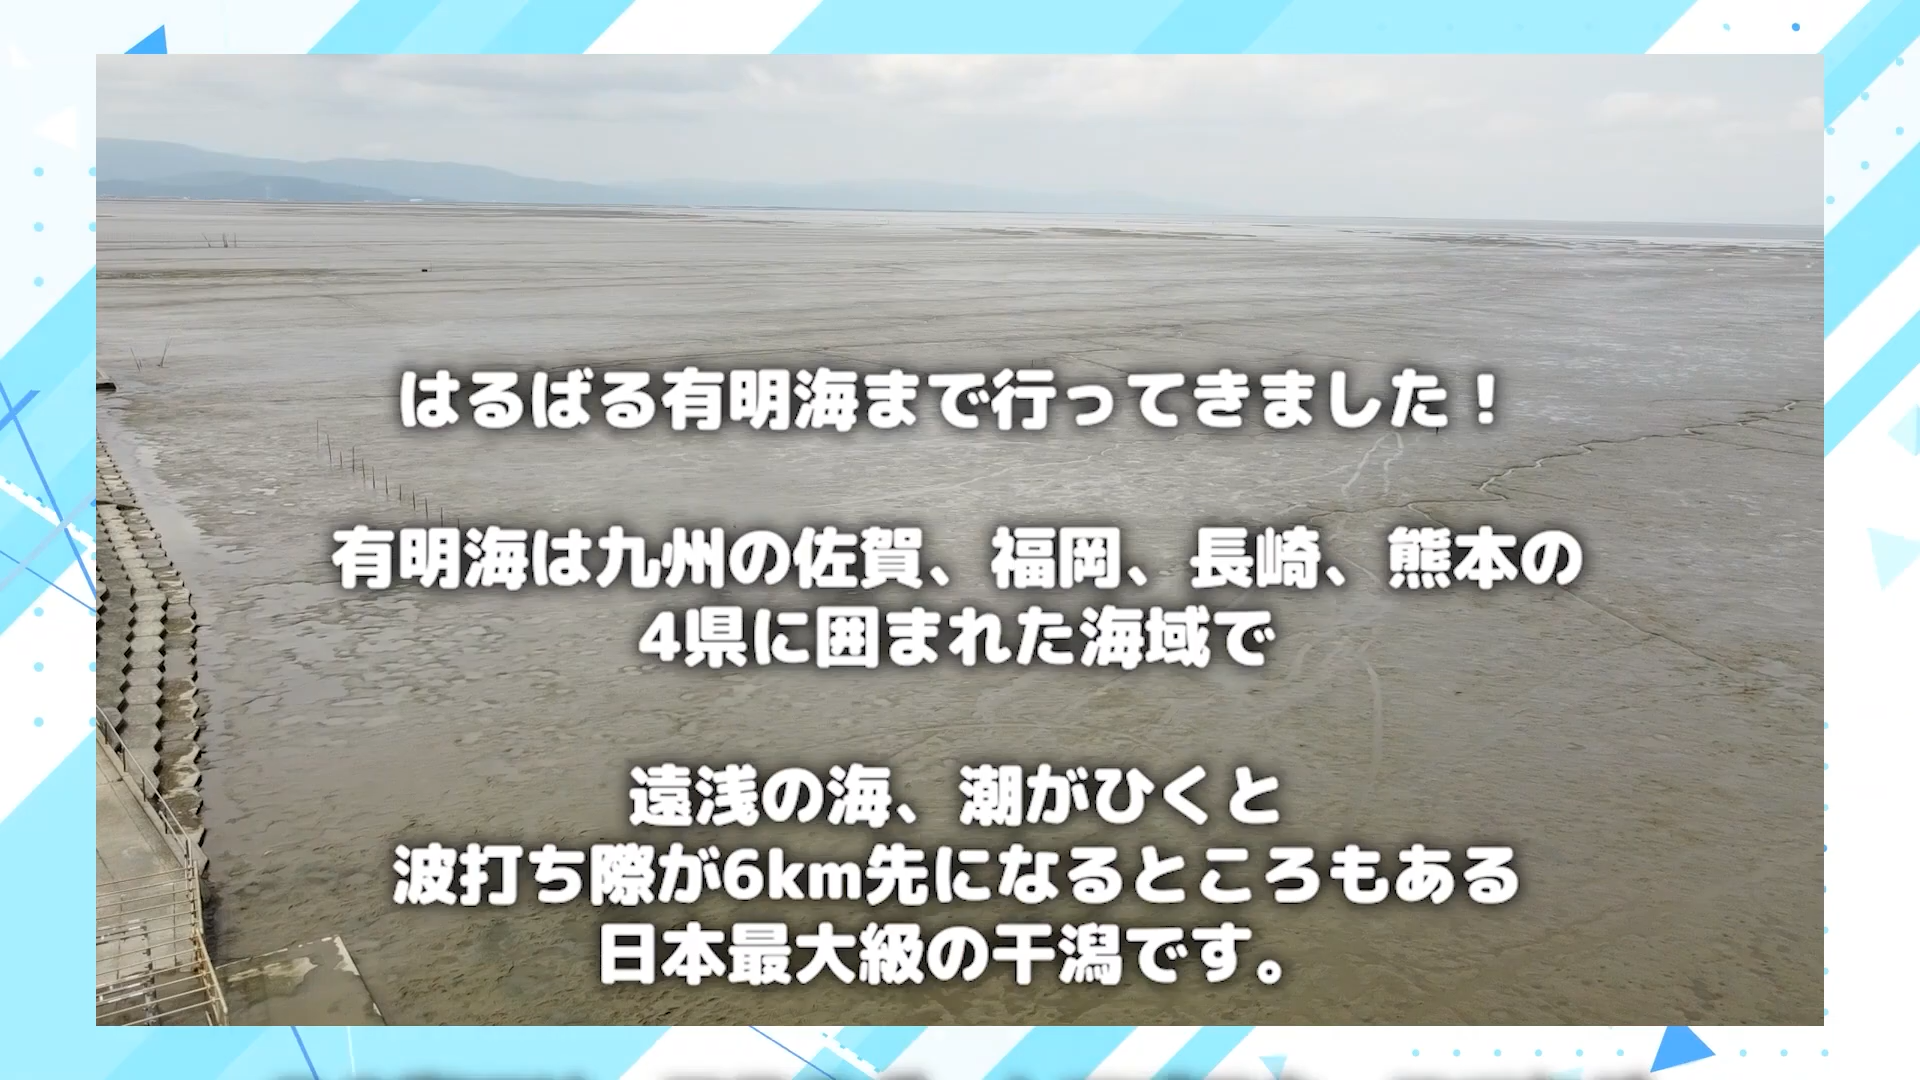 はるばる有明海まで行ってきました！
有明海は九州の佐賀、福岡、長崎、熊本の
4県に囲まれた海域で
遠浅の海、潮がひくと
波打ち際が6km先になるところもある
日本最大級の干潟です。